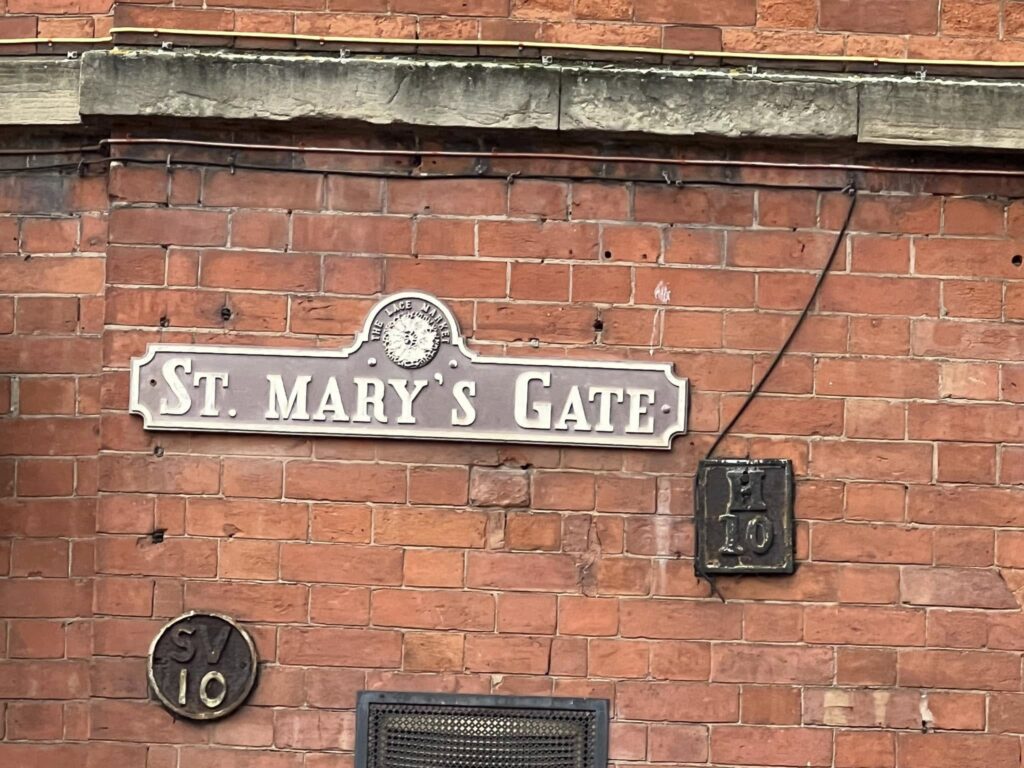 THE LACE MARKET
ST. MARY'S GATE
H
10
SV
10